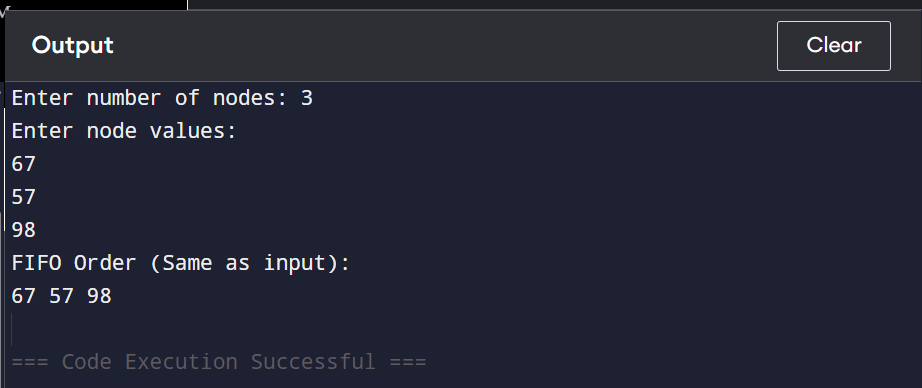 Output
Clear
Enter number of nodes: 3
Enter node values:
67
57
98
FIFO Order (Same as input):
67 57 98
=== Code Execution Successful ===